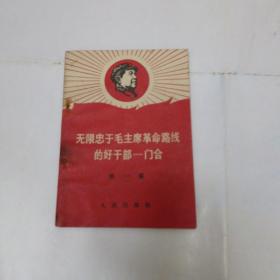 无限忠于毛主席革命路线
的好干部—门合
第一集
人民出版社